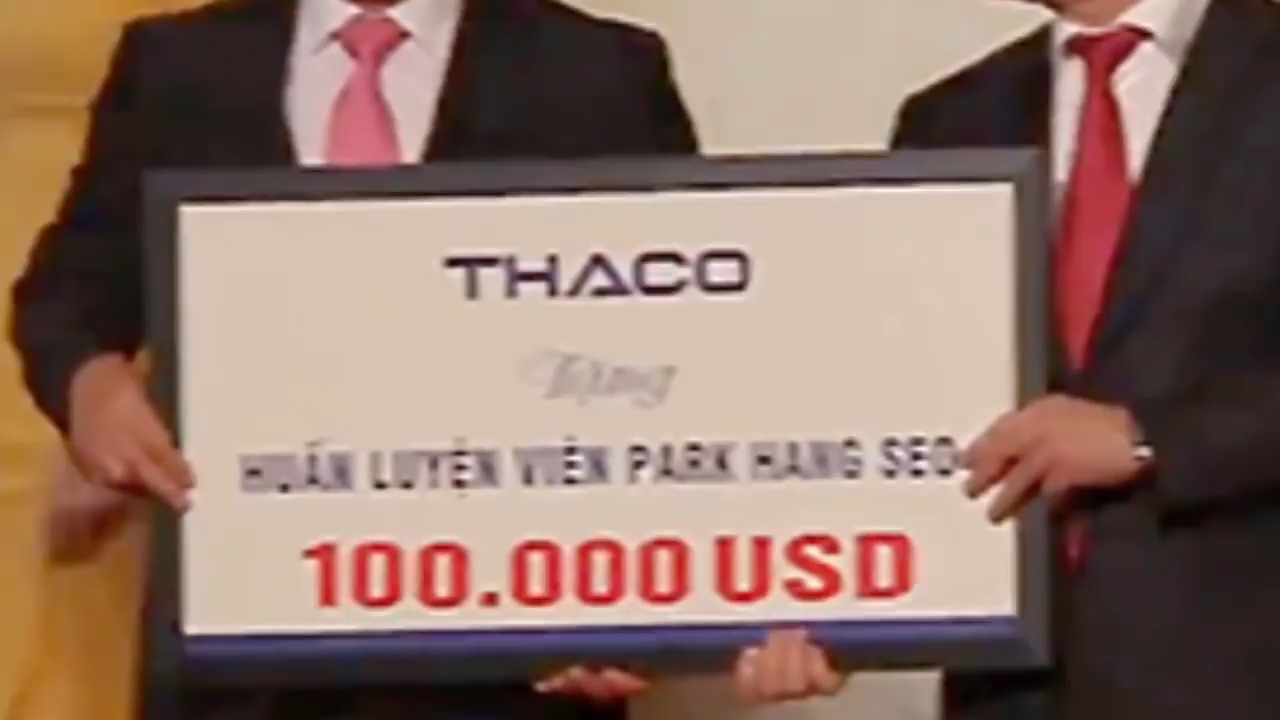 THACO
Tặng
HUẤN LUYỆN VIÊN PARK HANG SEO
100.000 USD